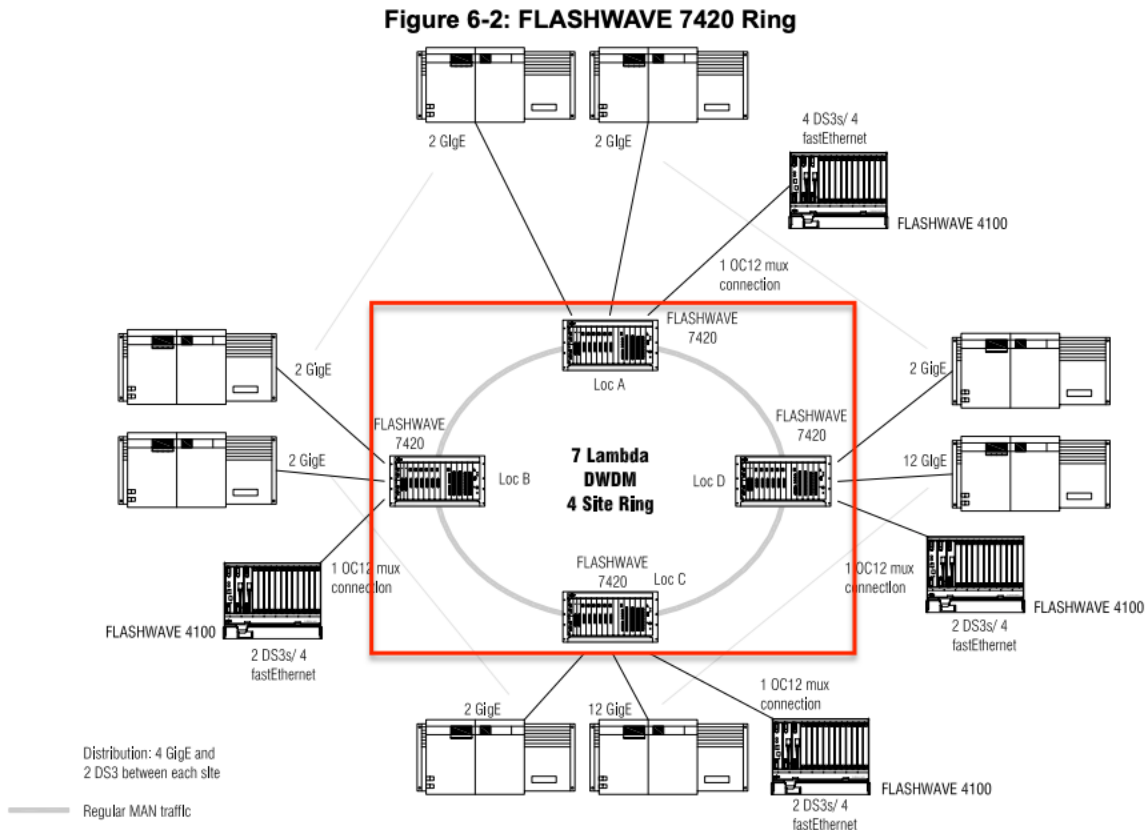 Figure 6-2: FLASHWAVE 7420 Ring
2 GigE
2 GigE
4 DS3s/ 4
fastEthernet
FLASHWAVE 4100
1 OC12 mux
connection
FLASHWAVE
7420
Loc A
2 GigE
2 GigE
FLASHWAVE
7420
Loc B
7 Lambda
DWDM
4 Site Ring
FLASHWAVE
7420
Loc D
2 GigE
12 GigE
1 OC12 mux
connection
FLASHWAVE 4100
2 DS3s/ 4
fastEthernet
FLASHWAVE
7420
Loc C
1 OC12 mux
connection
FLASHWAVE 4100
2 DS3s/ 4
fastEthernet
2 GigE
12 GigE
1 OC12 mux
connection
FLASHWAVE 4100
2 DS3s/ 4
fastEthernet
Distribution: 4 GigE and
2 DS3 between each site
Regular MAN traffic